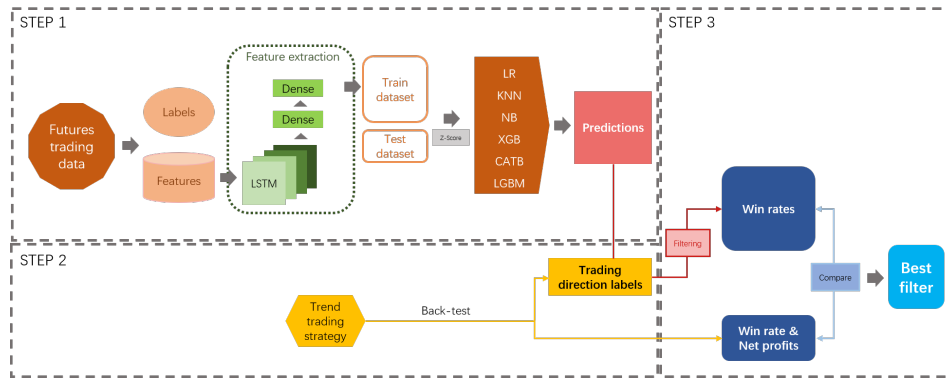 STEP 1
STEP 3
Feature extraction
Labels
Futures
trading
data
Features
Dense
Dense
LSTM
Train
dataset
Test
dataset
Z-Score
LR
KNN
NB
XGB
CATB
LGBM
Predictions
Win rates
Filtering
STEP 2
Trading
direction labels
Compare
Best
filter
Trend
trading
strategy
Back-test
Win rate &
Net profits